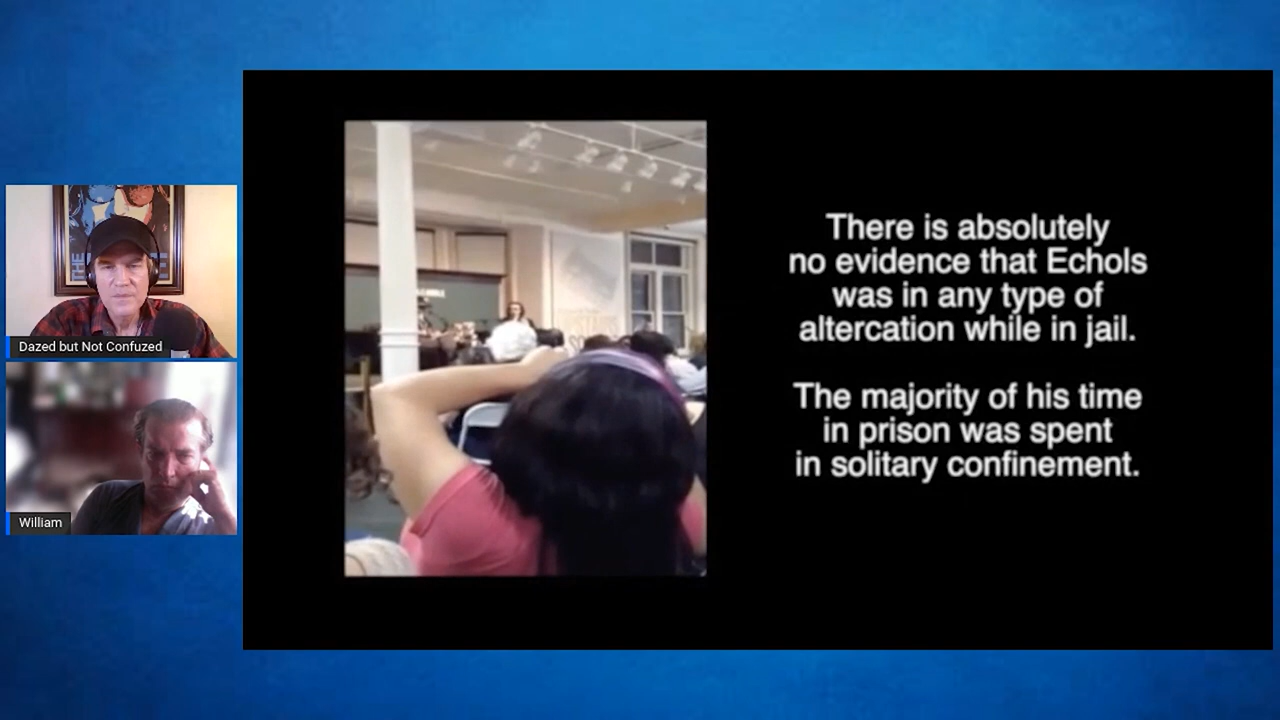 There is absolutely
no evidence that Echols
was in any type of
altercation while in jail.
The majority of his time
in prison was spent
in solitary confinement.
THE
Dazed but Not Confuzed
William